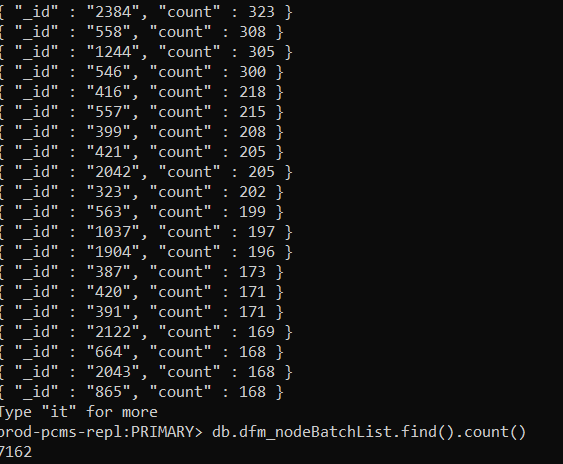 { "_id" : "2384", "count" : 323 }
{ "_id" : "558", "count" : 308 }
{ "_id" : "1244", "count" : 305 }
{ "_id" : "546", "count" : 300 }
{ "_id" : "416", "count" : 218 }
{ "_id" : "557", "count" : 215 }
{ "_id" : "399", "count" : 208 }
{ "_id" : "421", "count" : 205 }
{ "_id" : "2042", "count" : 205 }
{ "_id" : "323", "count" : 202 }
{ "_id" : "563", "count" : 199 }
{ "_id" : "1037", "count" : 197 }
{ "_id" : "1904", "count" : 196 }
{ "_id" : "387", "count" : 173 }
{ "_id" : "420", "count" : 171 }
{ "_id" : "391", "count" : 171 }
{ "_id" : "2122", "count" : 169 }
{ "_id" : "664", "count" : 168 }
{ "_id" : "2043", "count" : 168 }
{ "_id" : "865", "count" : 168 }
Type "it" for more
prod-pcms-repl:PRIMARY> db.dfm_nodeBatchList.find().count()
7162